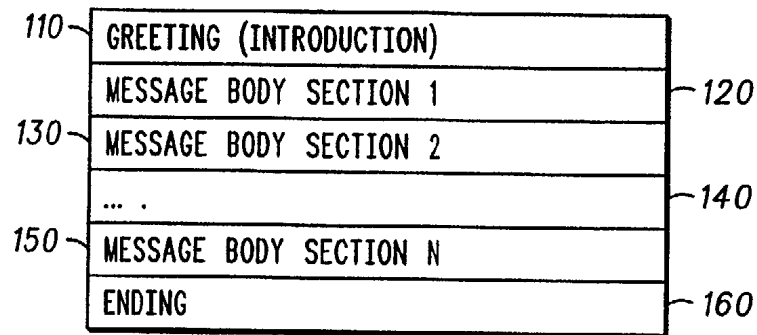 110 GREETING (INTRODUCTION)
MESSAGE BODY SECTION 1 120
130 MESSAGE BODY SECTION 2
... . 140
150 MESSAGE BODY SECTION N
ENDING 160